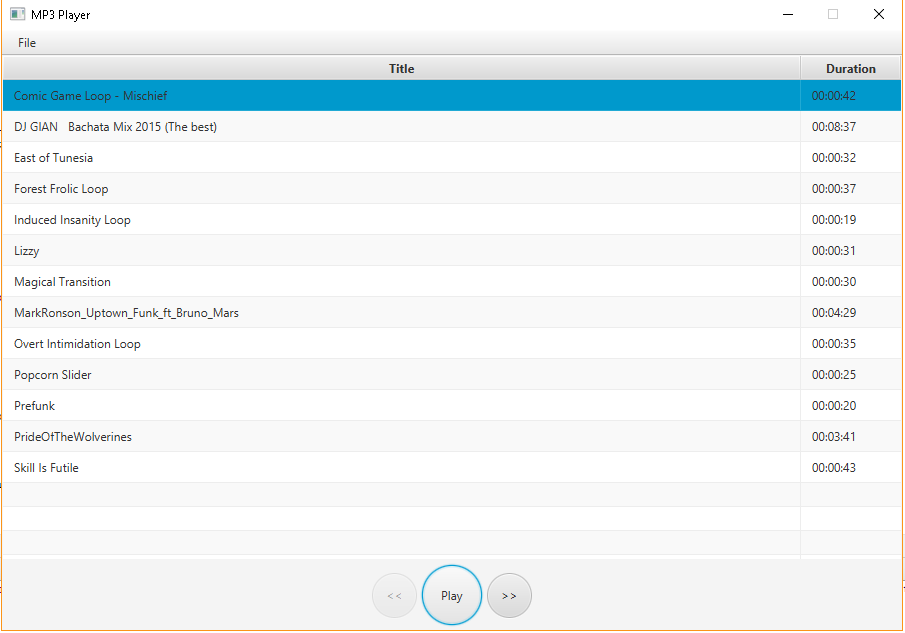 MP3 Player
File
Title Duration
Comic Game Loop - Mischief 00:00:42
DJ GIAN   Bachata Mix 2015 (The best) 00:08:37
East of Tunesia 00:00:32
Forest Frolic Loop 00:00:37
Induced Insanity Loop 00:00:19
Lizzy 00:00:31
Magical Transition 00:00:30
MarkRonson_Uptown_Funk_ft_Bruno_Mars 00:04:29
Overt Intimidation Loop 00:00:35
Popcorn Slider 00:00:25
Prefunk 00:00:20
PrideOfTheWolverines 00:03:41
Skill Is Futile 00:00:43
<< Play >>